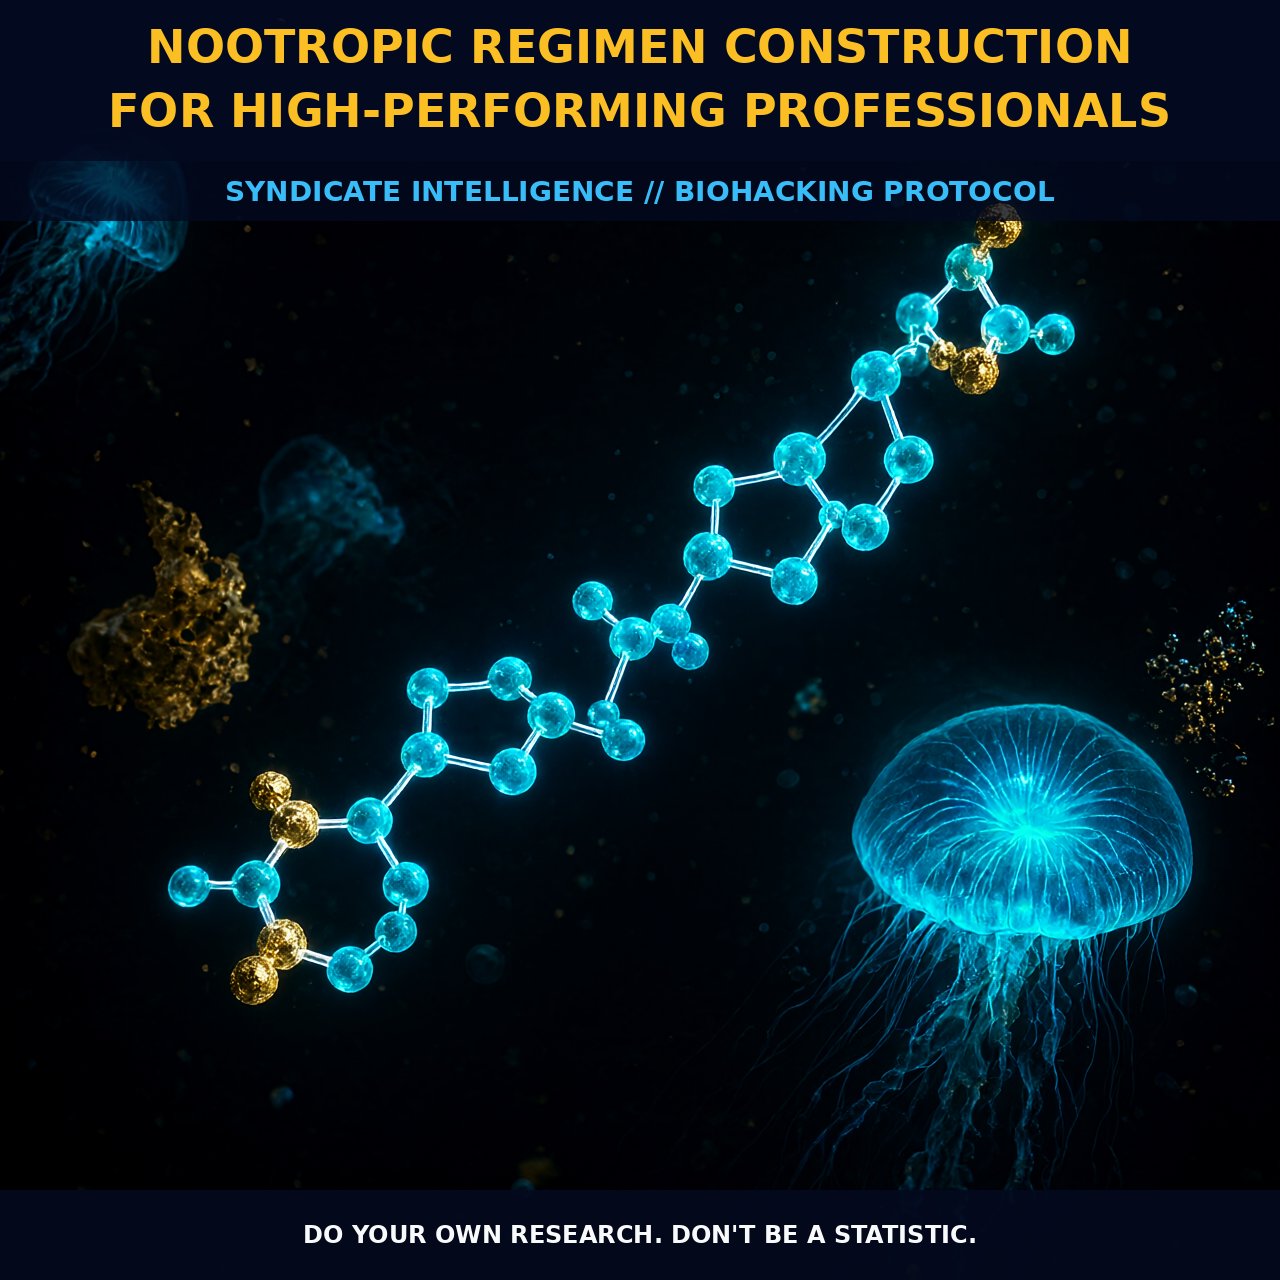 NOOTROPIC REGIMEN CONSTRUCTION
FOR HIGH-PERFORMING PROFESSIONALS
SYNDICATE INTELLIGENCE // BIOHACKING PROTOCOL
DO YOUR OWN RESEARCH. DON'T BE A STATISTIC.